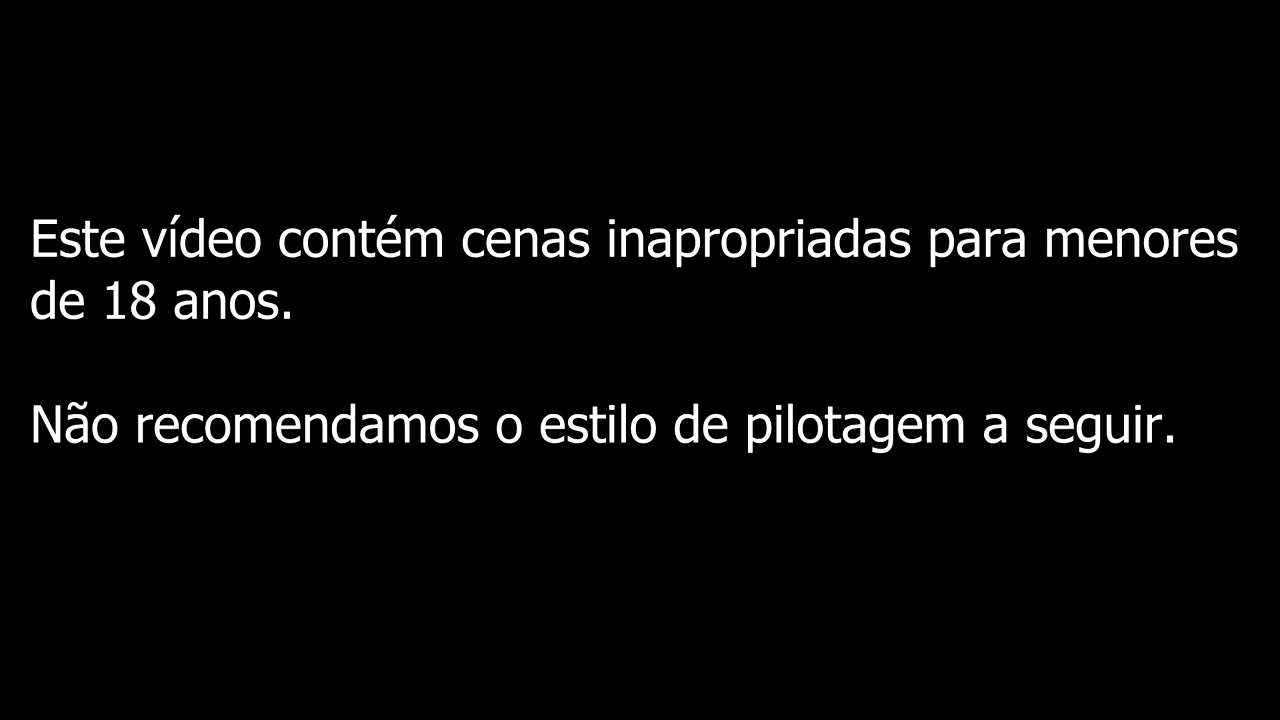 Este vídeo contém cenas inapropriadas para menores
de 18 anos.
Não recomendamos o estilo de pilotagem a seguir.